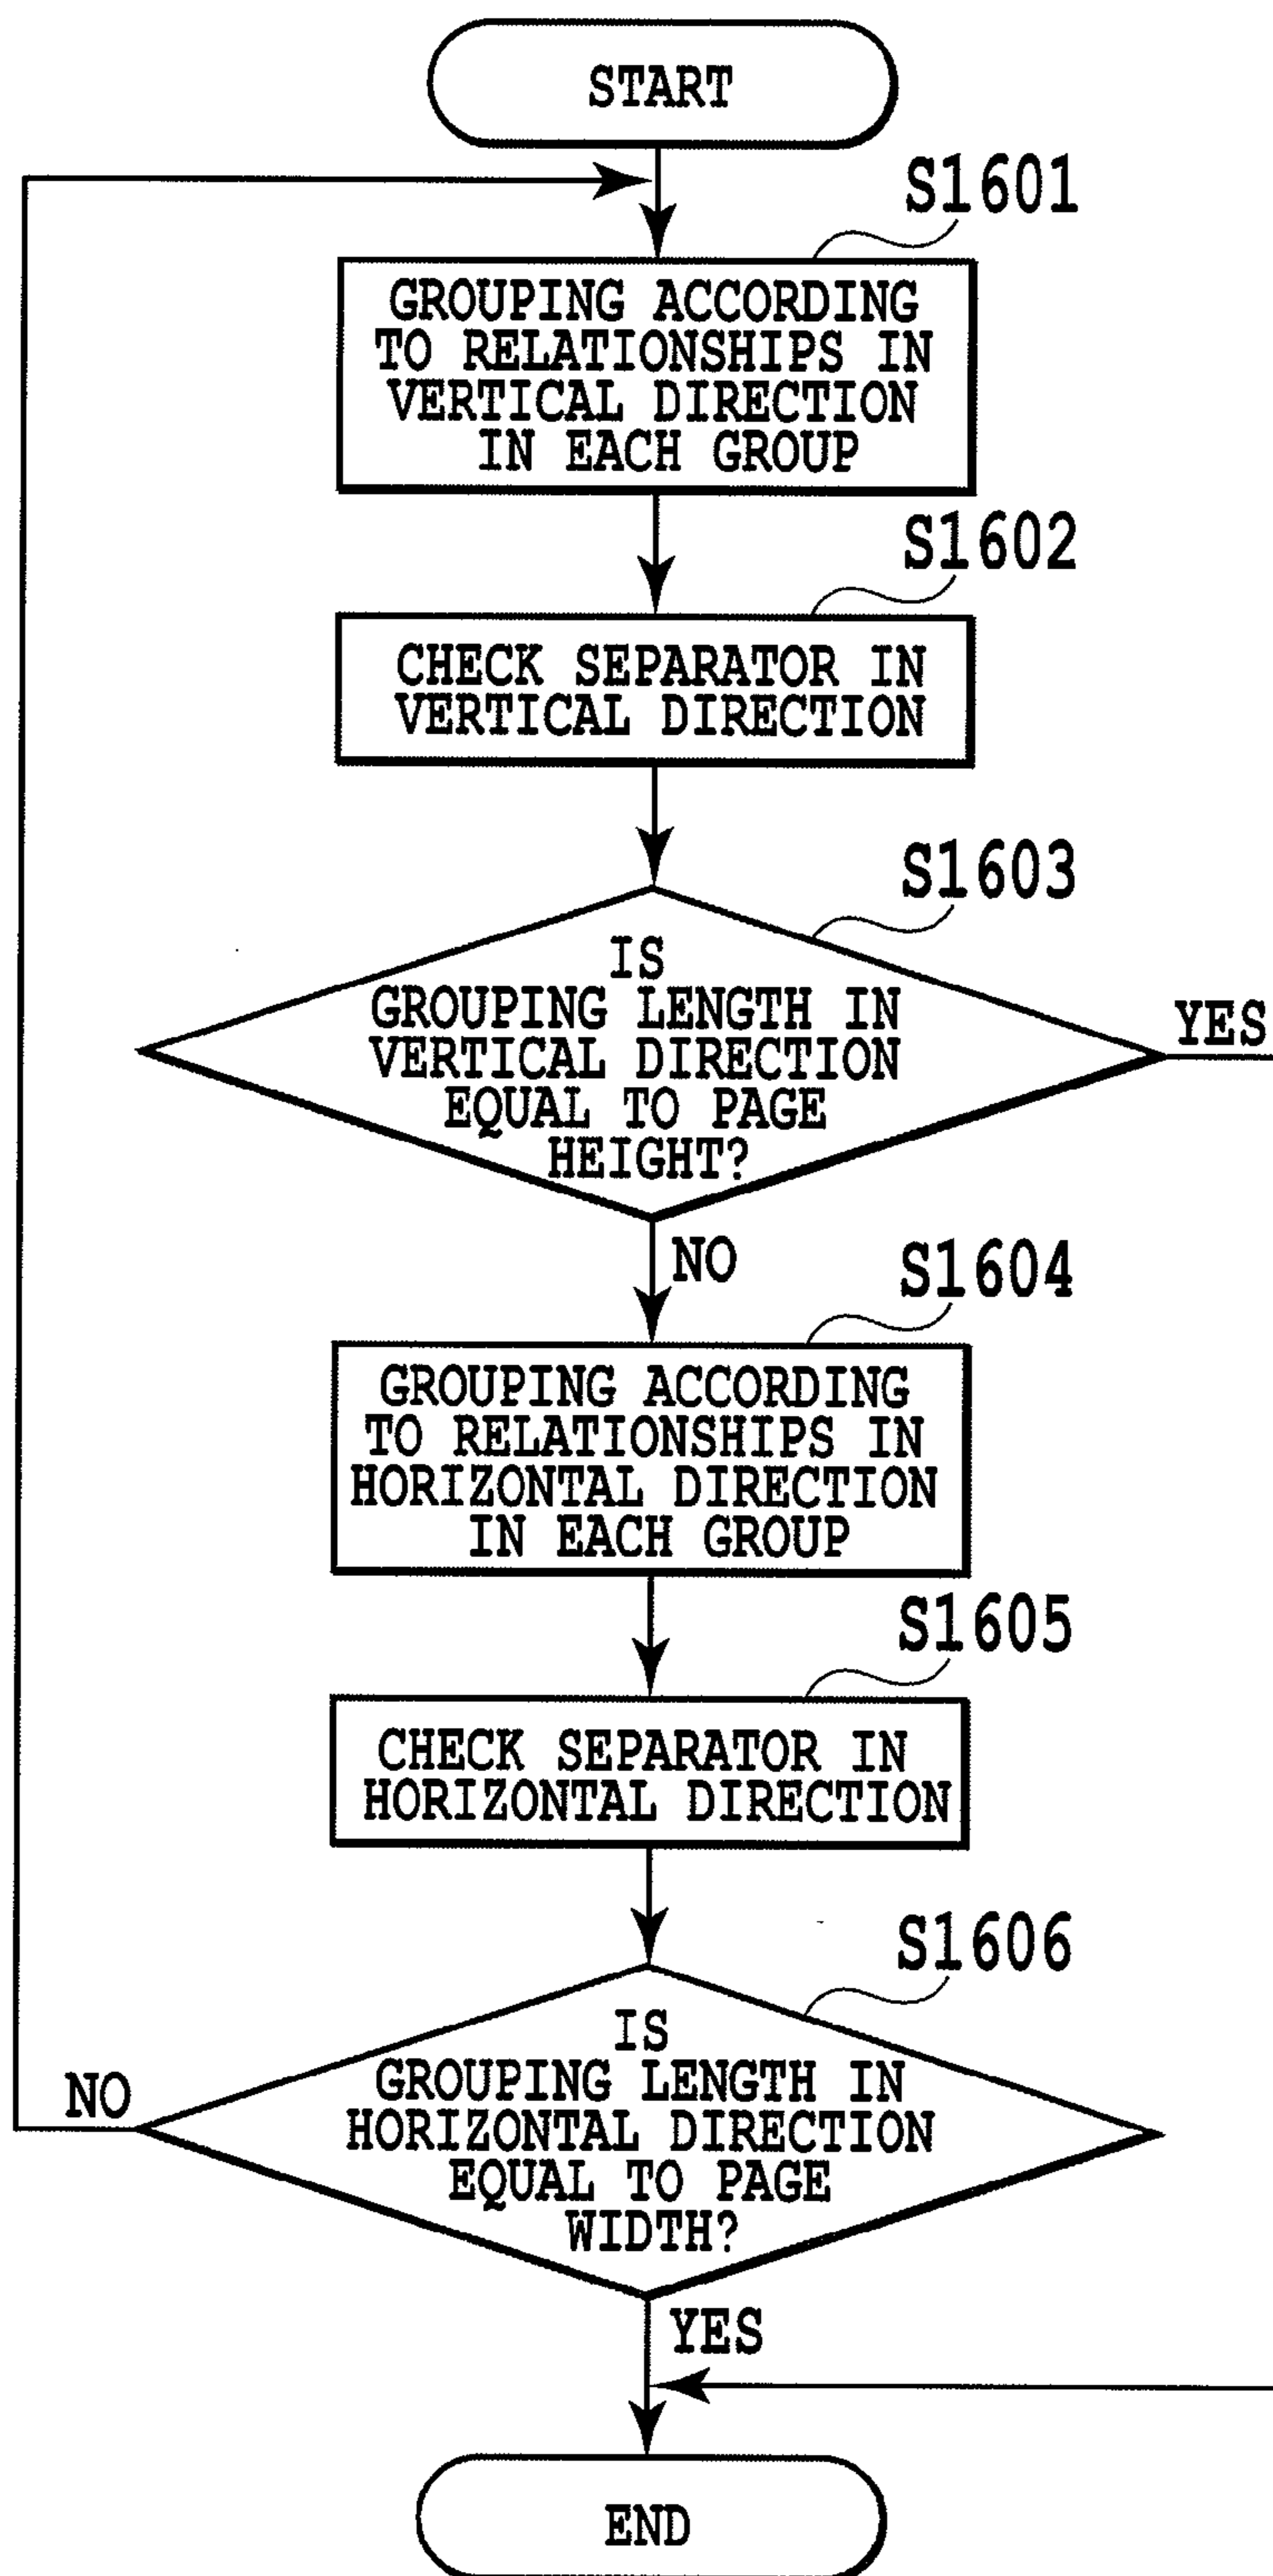 START
S1601
GROUPING ACCORDING
TO RELATIONSHIPS IN
VERTICAL DIRECTION
IN EACH GROUP
S1602
CHECK SEPARATOR IN
VERTICAL DIRECTION
S1603
IS
GROUPING LENGTH IN
VERTICAL DIRECTION
EQUAL TO PAGE
HEIGHT?
YES
NO
S1604
GROUPING ACCORDING
TO RELATIONSHIPS IN
HORIZONTAL DIRECTION
IN EACH GROUP
S1605
CHECK SEPARATOR IN
HORIZONTAL DIRECTION
S1606
IS
GROUPING LENGTH IN
HORIZONTAL DIRECTION
EQUAL TO PAGE
WIDTH?
NO
YES
END